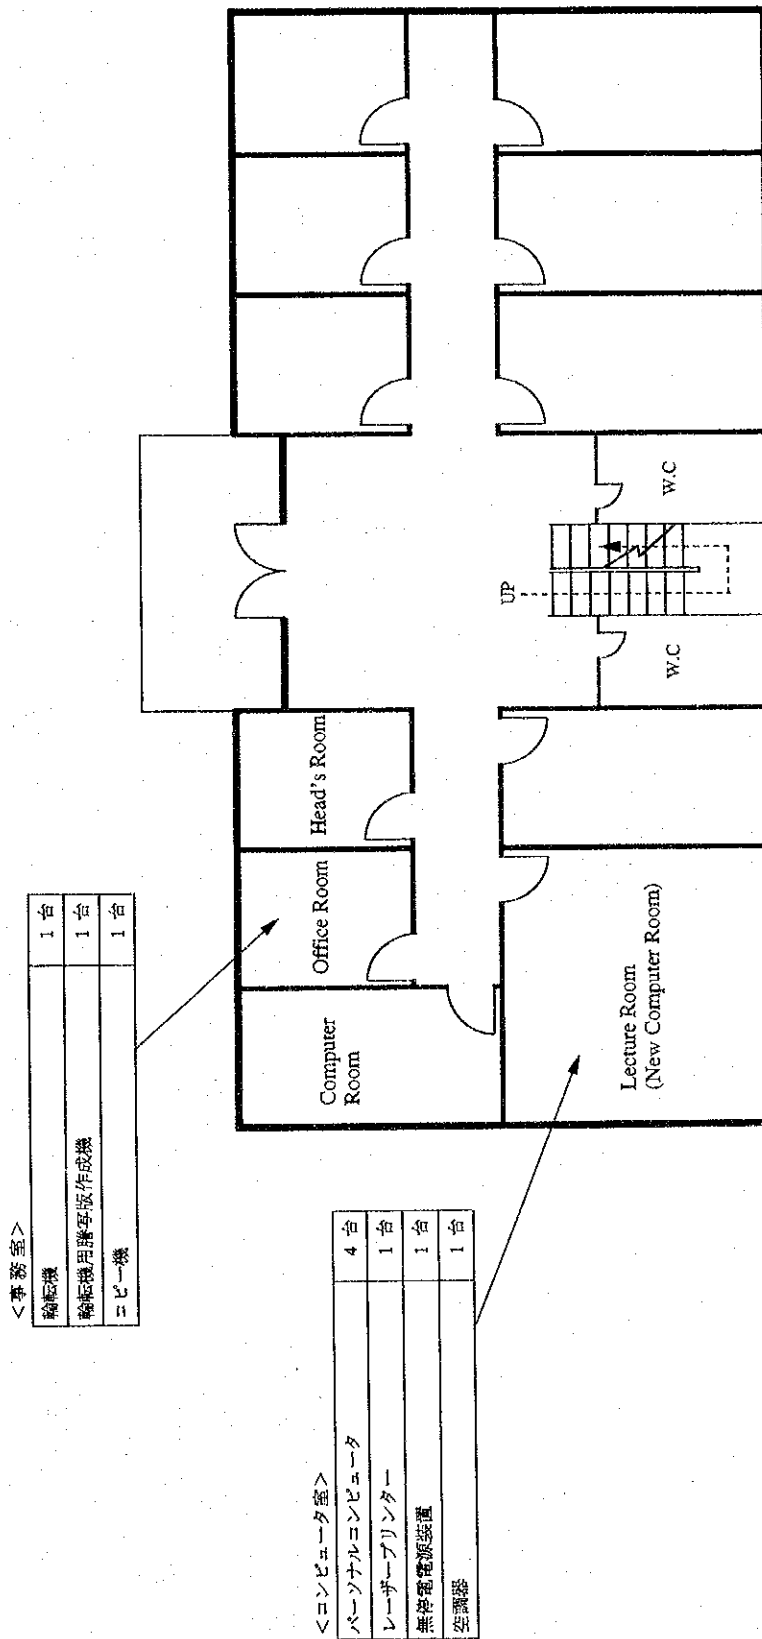 ＜事務室＞
輪転機 1台
輪転機用謄写版作成機 1台
コピー機 1台
＜コンピュータ室＞
パーソナルコンピュータ 4台
レーザープリンター 1台
無停電電源装置 1台
空調器 1台
Computer
Room
Office Room
Head's Room
Lecture Room
(New Computer Room)
UP
W.C
W.C